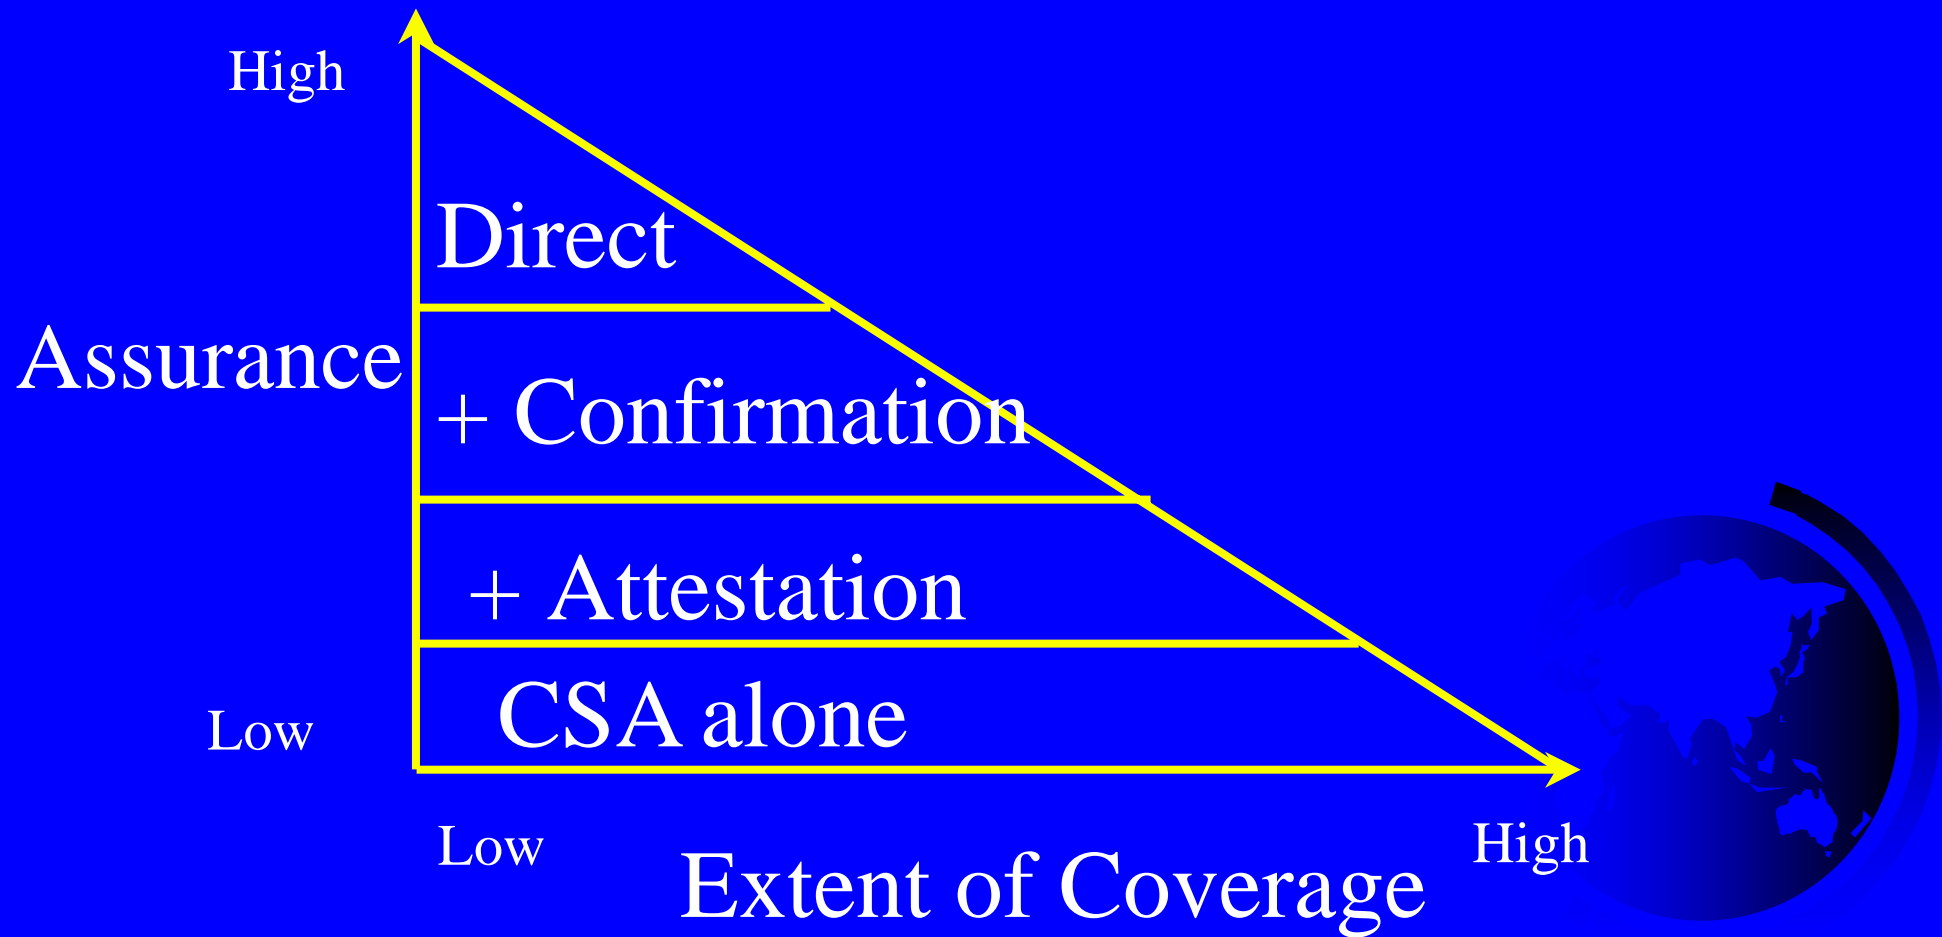 High
Direct
Assurance
+ Confirmation
+ Attestation
CSA alone
Low
Low
High
Extent of Coverage